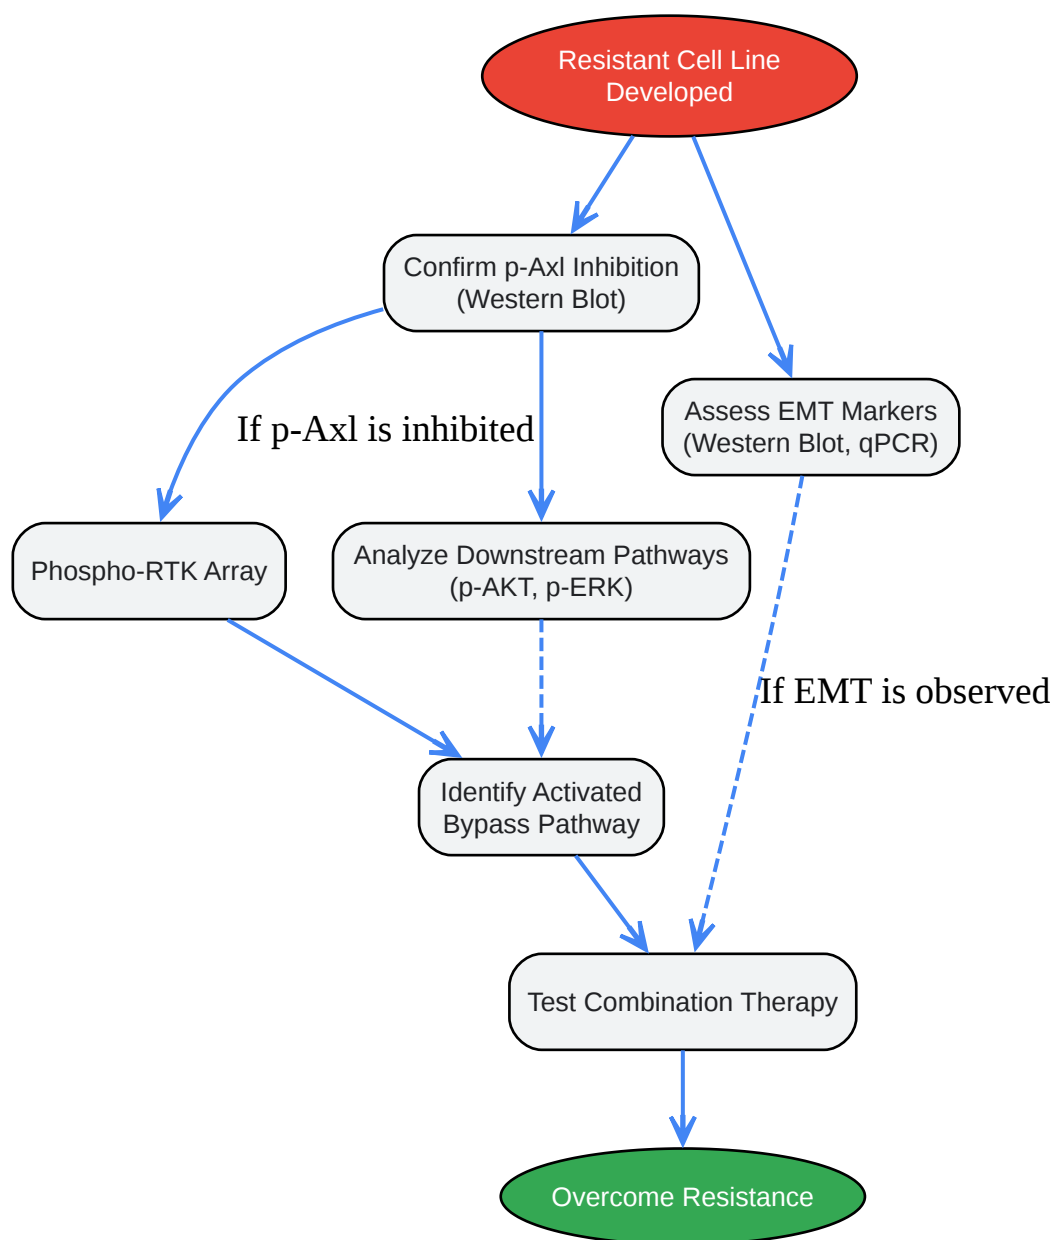 Resistant Cell Line
Developed
Confirm p-Axl Inhibition
(Western Blot)
Assess EMT Markers
(Western Blot, qPCR)
If p-Axl is inhibited
Phospho-RTK Array
Analyze Downstream Pathways
(p-AKT, p-ERK)
If EMT is observed
Identify Activated
Bypass Pathway
Test Combination Therapy
Overcome Resistance